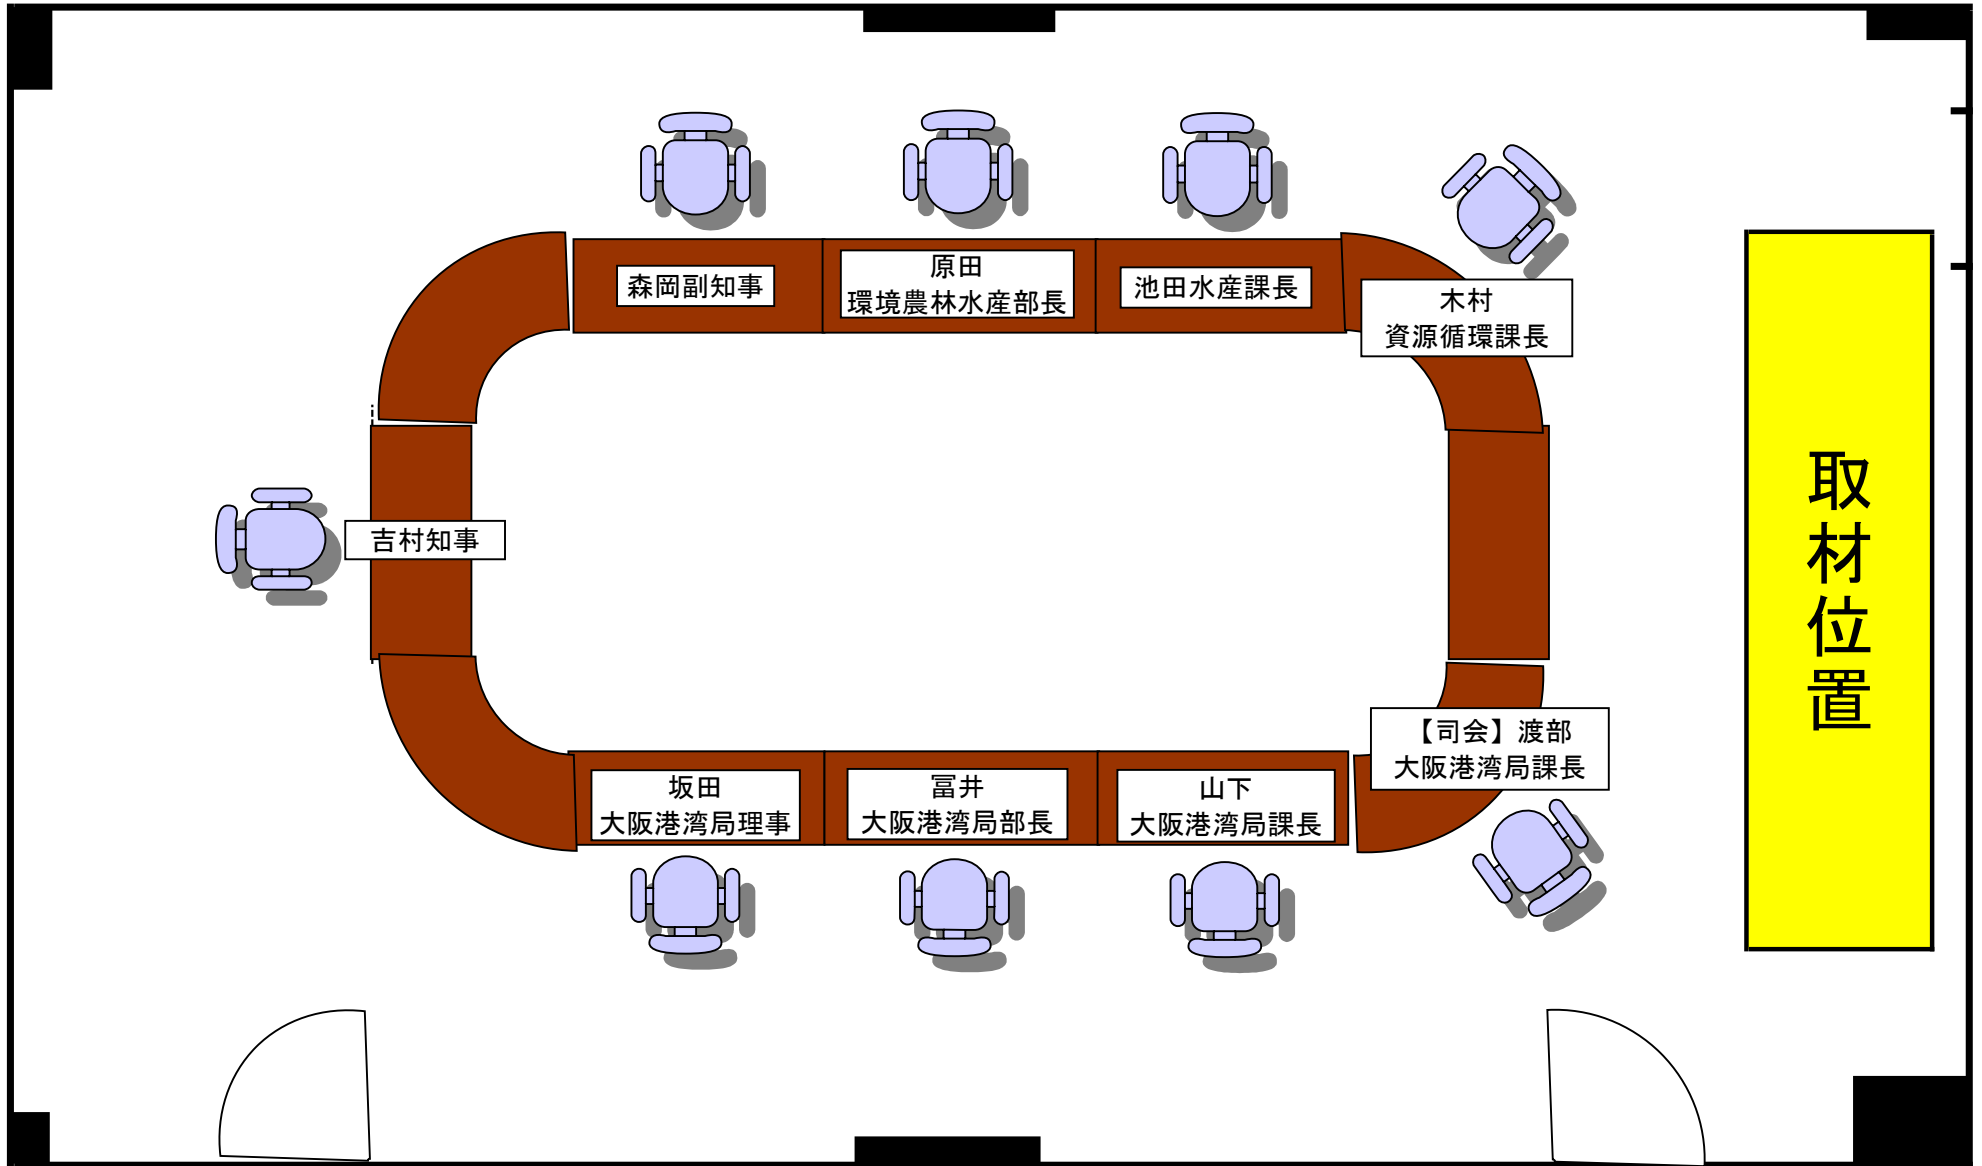 森岡副知事
原田
環境農林水産部長
池田水産課長
木村
資源循環課長
吉村知事
取材位置
【司会】渡部
大阪港湾局課長
坂田
大阪港湾局理事
冨井
大阪港湾局部長
山下
大阪港湾局課長